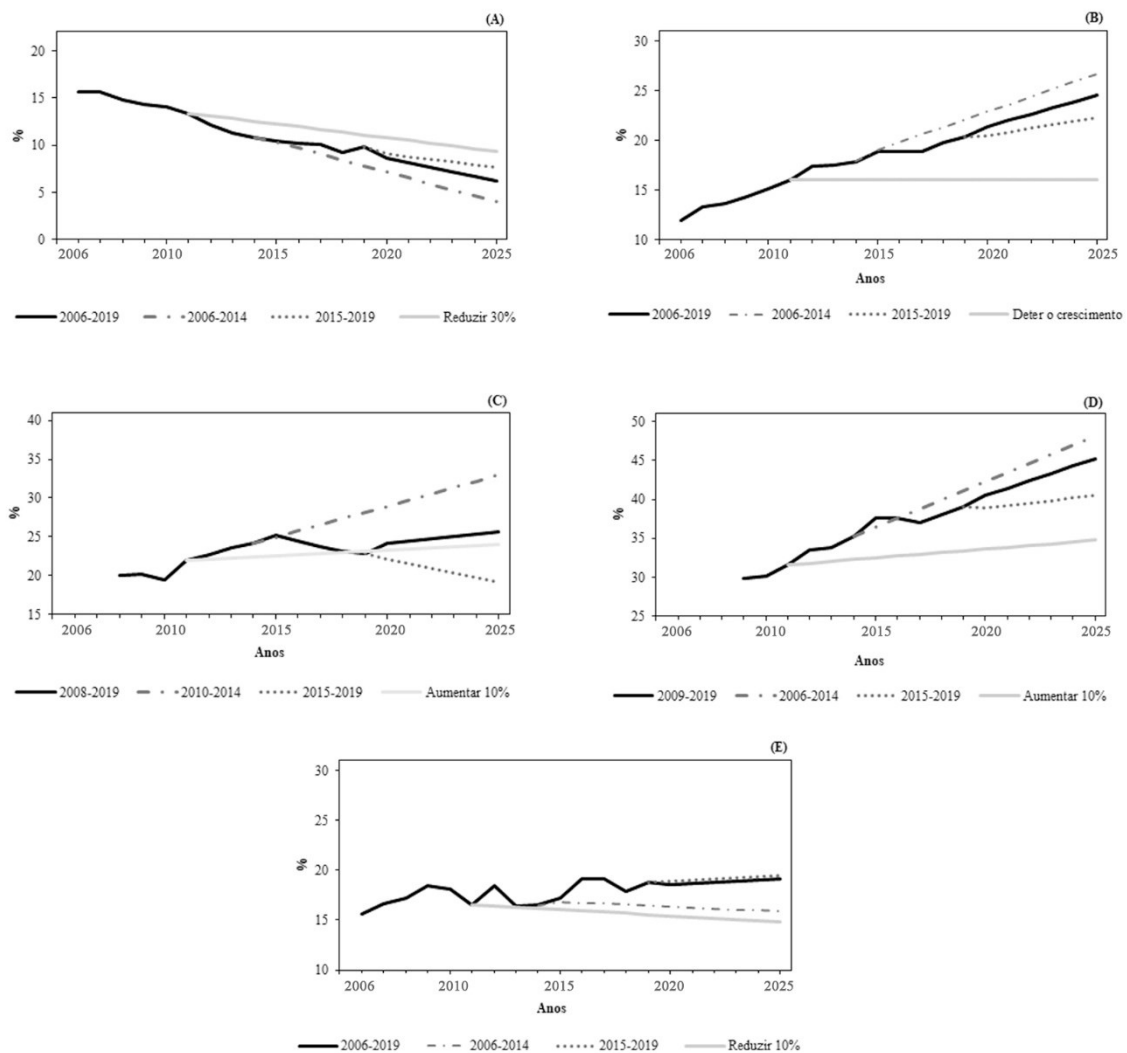 (A)
20
15
10
5
0
%
2006 2010 2015 2020 2025
2006-2019 2006-2014 2015-2019 Reduzir 30%
(B)
30
25
20
15
10
%
2006 2010 2015 2020 2025
Anos
2006-2019 2006-2014 2015-2019 Deter o crescimento
(C)
40
35
30
25
20
15
%
2006 2010 2015 2020 2025
Anos
2008-2019 2010-2014 2015-2019 Aumentar 10%
(D)
50
45
40
35
30
25
%
2006 2010 2015 2020 2025
Anos
2009-2019 2006-2014 2015-2019 Aumentar 10%
(E)
30
25
20
15
10
%
2006 2010 2015 2020 2025
Anos
2006-2019 2006-2014 2015-2019 Reduzir 10%